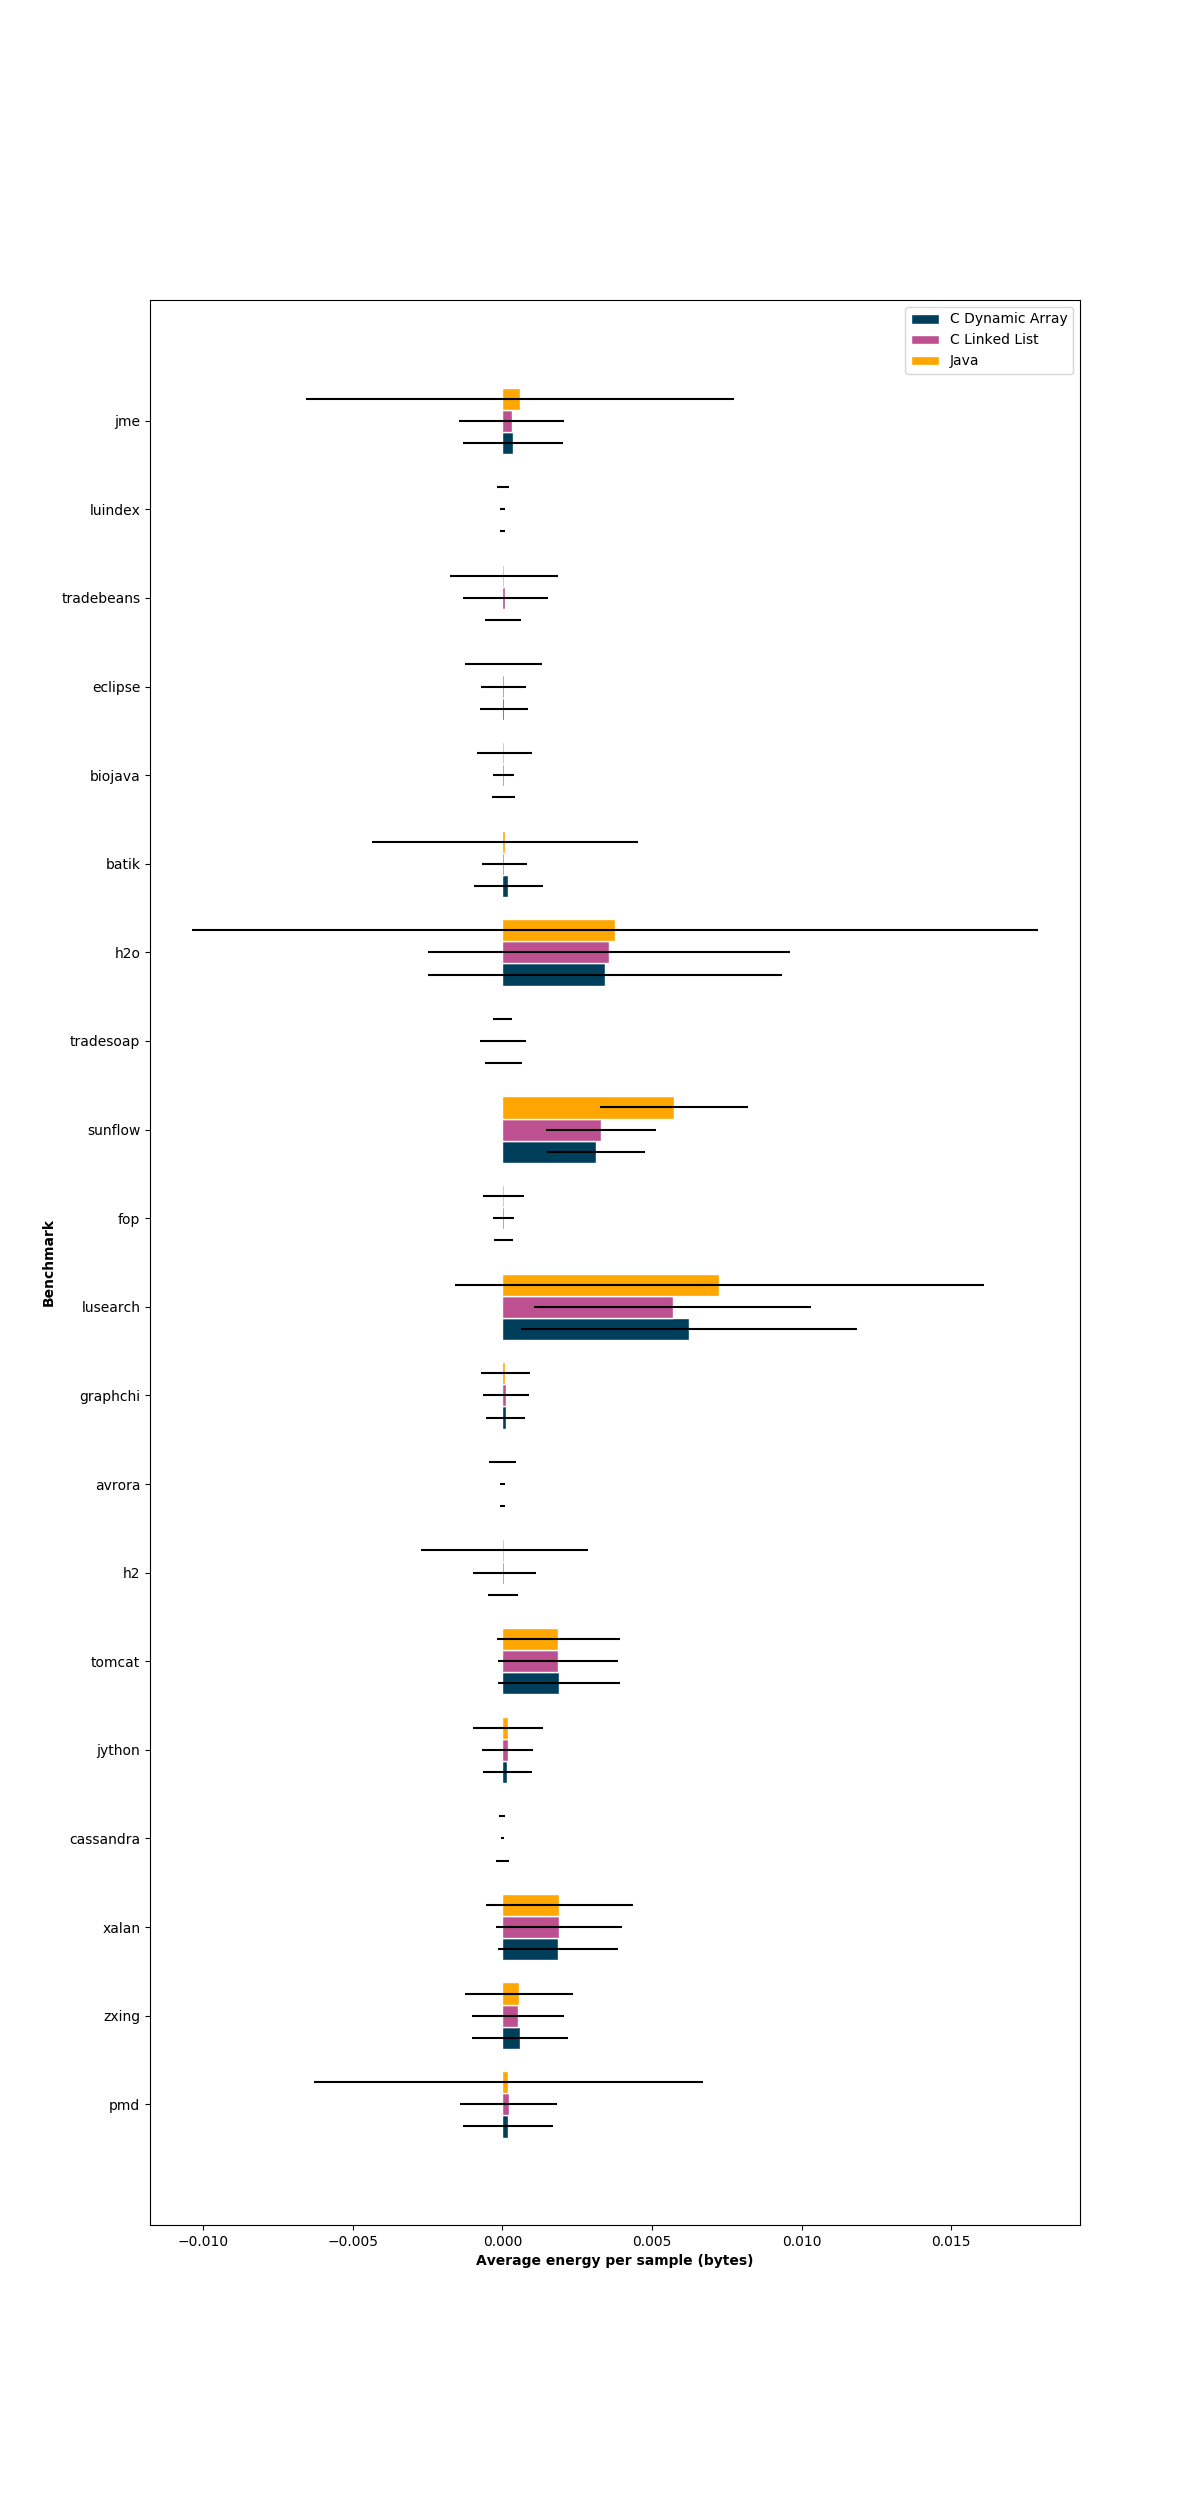 C Dynamic Array
C Linked List
Java
jme
luindex
tradebeans
eclipse
biojava
batik
h2o
tradesoap
sunflow
fop
lusearch
graphchi
avrora
h2
tomcat
jython
cassandra
xalan
zxing
pmd
Benchmark
−0.010 −0.005 0.000 0.005 0.010 0.015
Average energy per sample (bytes)